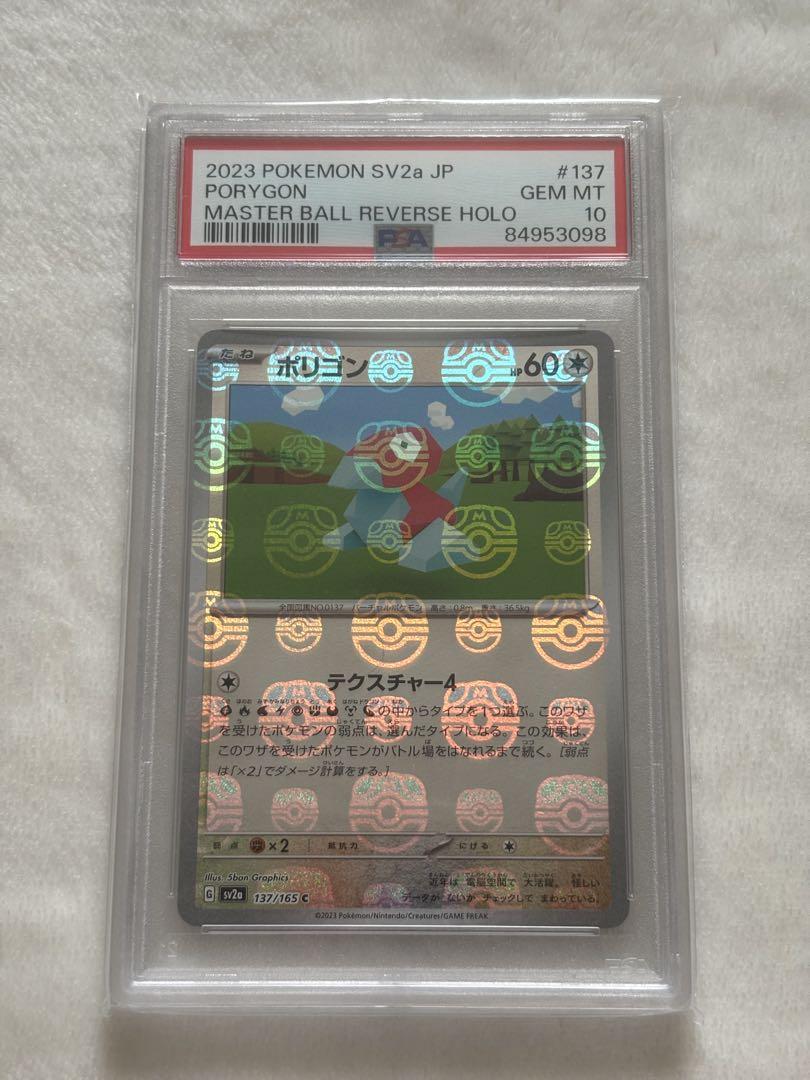 2023 POKEMON SV2a JP #137
PORYGON GEM MT
MASTER BALL REVERSE HOLO 10
PSA 84953098
たね ポリゴン HP60
全国図鑑NO.0137 バーチャルポケモン 高さ:0.8m 重さ:36.5kg
テクスチャー4
の中からタイプを1つ選ぶ。このワザ
を受けたポケモンの弱点は、選んだタイプになる。この効果は、
このワザを受けたポケモンがバトル場をはなれるまで続く。[弱点
は「×2」でダメージ計算をする。]
弱点 ×2 抵抗力 にげる
Illus. 5ban Graphics
近年は 電脳空間で 大活躍。 怪しい
G sv2a 137/165 C
データが ないか チェックして まわっている。
©2023 Pokémon/Nintendo/Creatures/GAME FREAK